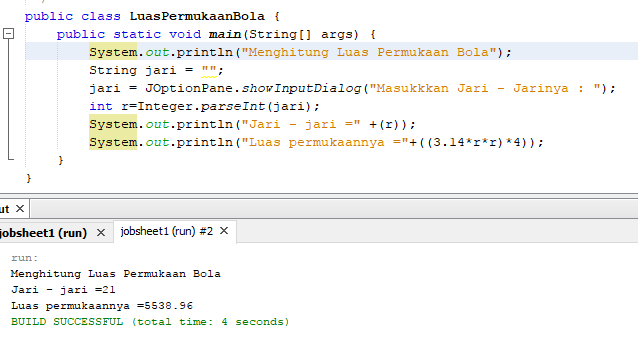 public class LuasPermukaanBola {
public static void main(String[] args) {
System.out.println("Menghitung Luas Permukaan Bola");
String jari = "";
jari = JOptionPane.showInputDialog("Masukkkan Jari - Jarinya : ");
int r=Integer.parseInt(jari);
System.out.println("Jari - jari =" +(r));
System.out.println("Luas permukaannya ="+((3.14*r*r)*4));
}
}
ut ×
jobsheet1 (run) × jobsheet1 (run) #2 ×
run:
Menghitung Luas Permukaan Bola
Jari - jari =21
Luas permukaannya =5538.96
BUILD SUCCESSFUL (total time: 4 seconds)